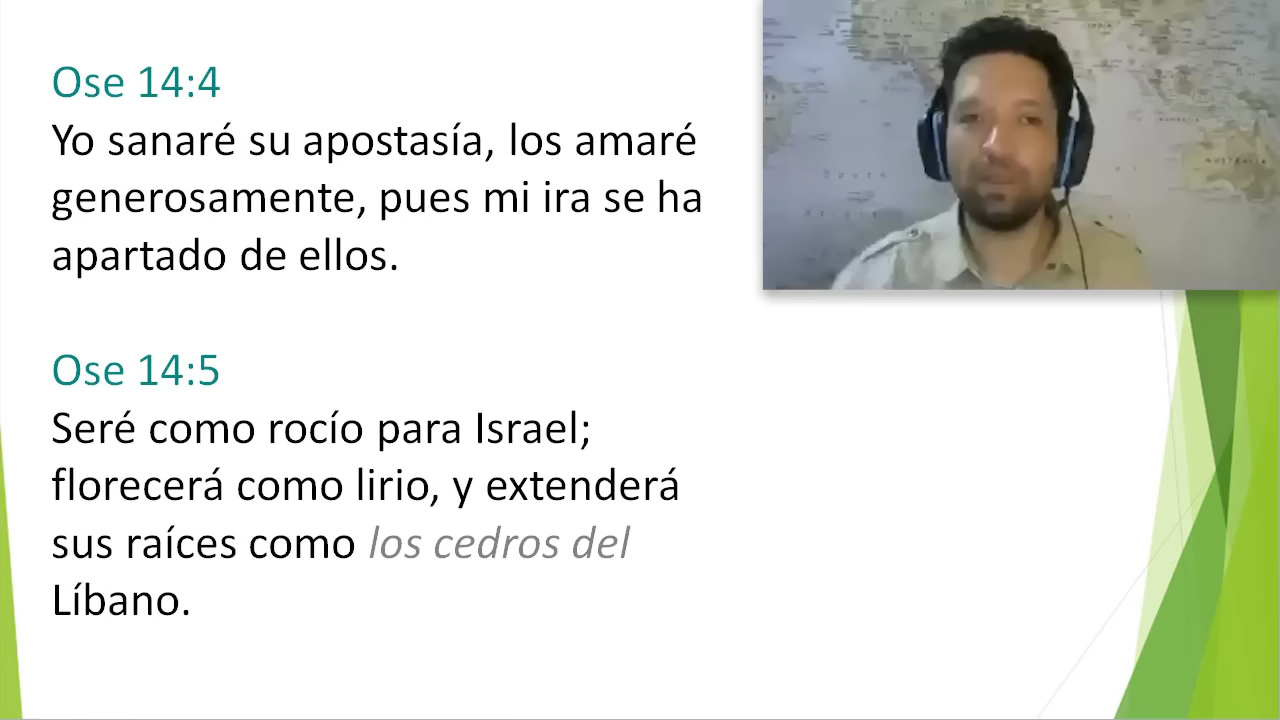 Ose 14:4
Yo sanaré su apostasía, los amaré
generosamente, pues mi ira se ha
apartado de ellos.
Ose 14:5
Seré como rocío para Israel;
florecerá como lirio, y extenderá
sus raíces como los cedros del
Líbano.